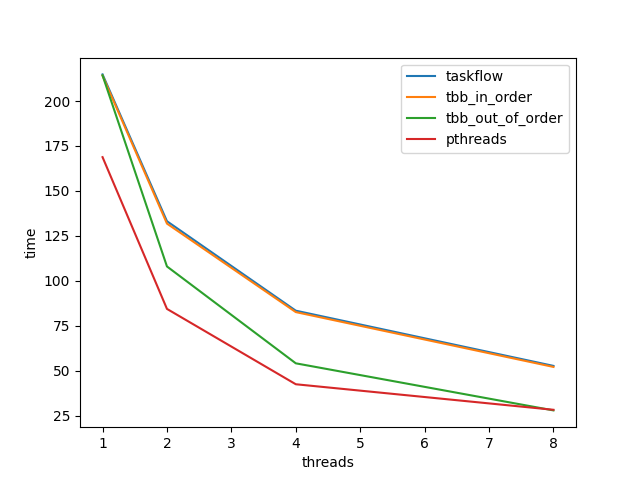 taskflow
tbb_in_order
tbb_out_of_order
pthreads
200
175
150
125
100
75
50
25
time
1 2 3 4 5 6 7 8
threads